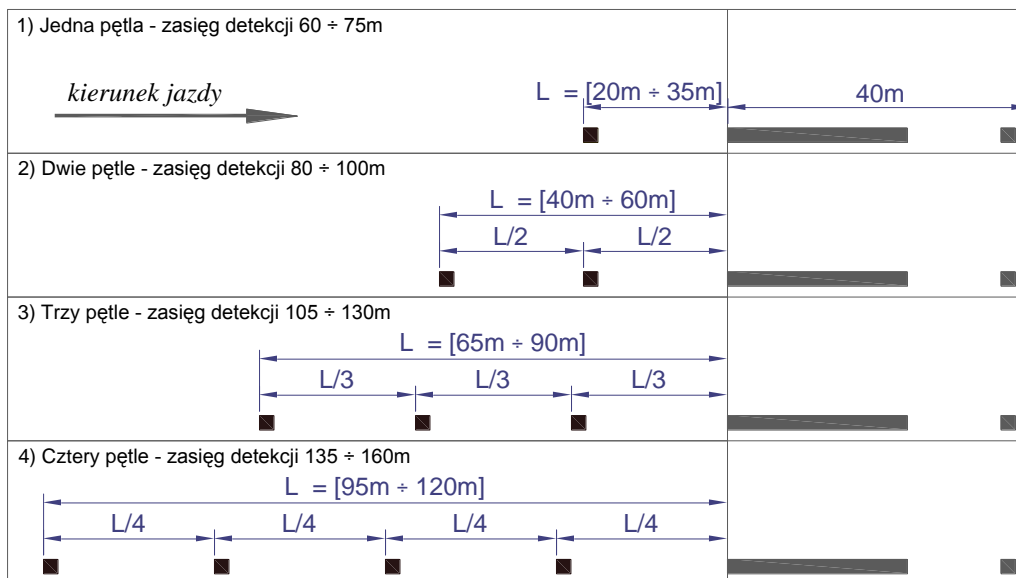 1) Jedna pętla - zasięg detekcji 60 ÷ 75m
kierunek jazdy
L = [20m ÷ 35m]
40m
2) Dwie pętle - zasięg detekcji 80 ÷ 100m
L = [40m ÷ 60m]
L/2 L/2
3) Trzy pętle - zasięg detekcji 105 ÷ 130m
L = [65m ÷ 90m]
L/3 L/3 L/3
4) Cztery pętle - zasięg detekcji 135 ÷ 160m
L = [95m ÷ 120m]
L/4 L/4 L/4 L/4